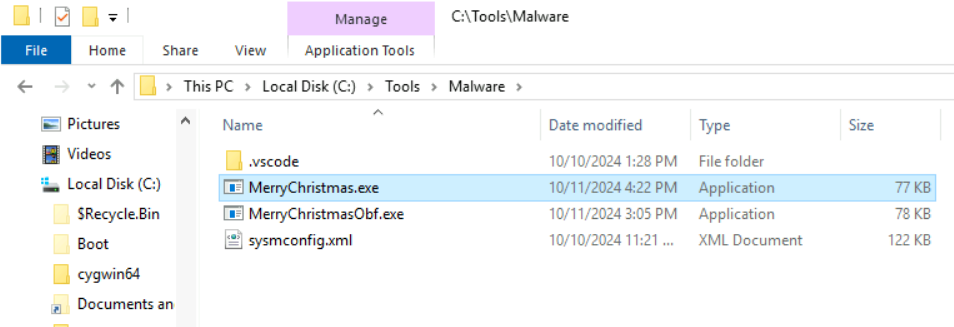 Manage C:\Tools\Malware
File Home Share View Application Tools
This PC Local Disk (C:) Tools Malware
Pictures
Videos
Local Disk (C:)
$Recycle.Bin
Boot
cygwin64
Documents an
Name Date modified Type Size
.vscode 10/10/2024 1:28 PM File folder
MerryChristmas.exe 10/11/2024 4:22 PM Application 77 KB
MerryChristmasObf.exe 10/11/2024 3:05 PM Application 78 KB
sysmconfig.xml 10/10/2024 11:21 ... XML Document 122 KB